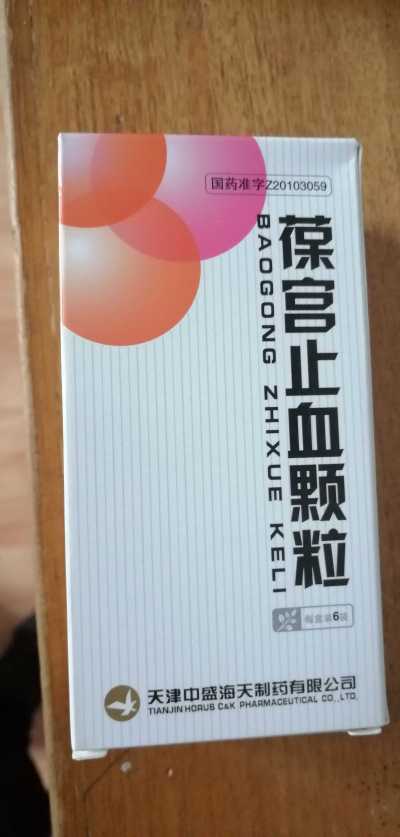 国药准字Z20103059
葆宫止血颗粒
BAOGONG ZHIXUE KELI
每盒装6袋
天津中盛海天制药有限公司
TIANJIN HORUS C&K PHARMACEUTICAL CO.,LTD.